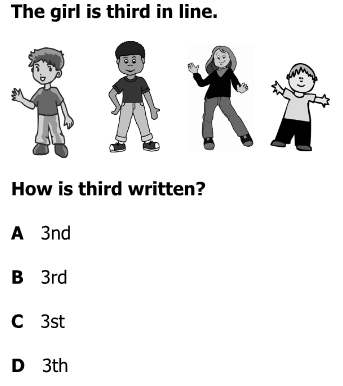 The girl is third in line.
How is third written?
A 3nd
B 3rd
C 3st
D 3th